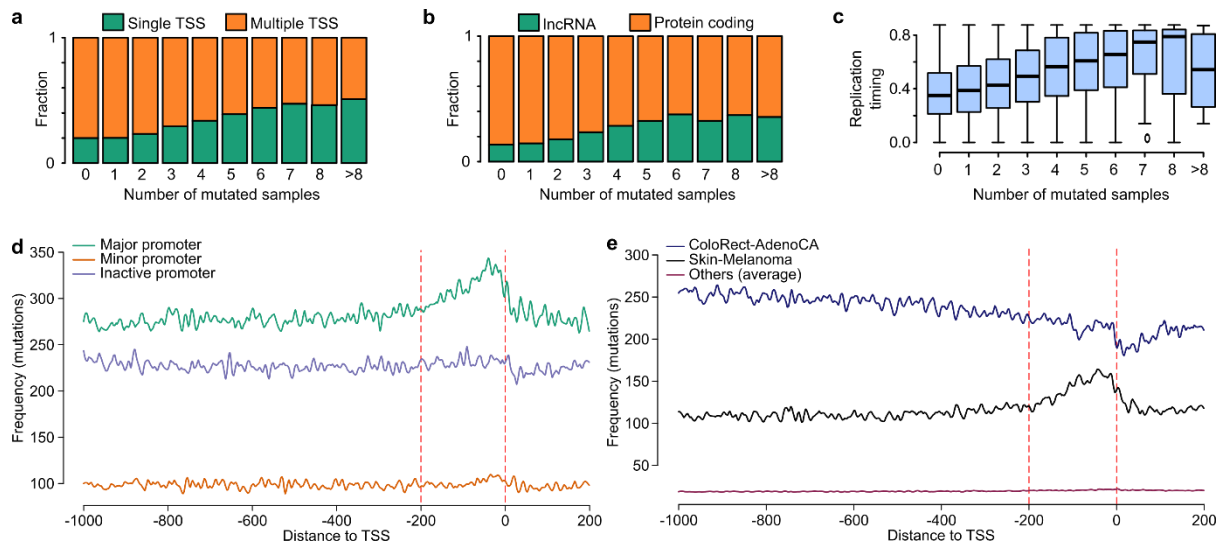 a
Single TSS
Multiple TSS
1
Fraction
1
0 1 2 3 4 5 6 7 8 >8
Number of mutated samples
b
lncRNA
Protein coding
1
Fraction
1
0 1 2 3 4 5 6 7 8 >8
Number of mutated samples
c
Replication
timing
0.8
0.4
0.0
0 1 2 3 4 5 6 7 8 >8
Number of mutated samples
d
Major promoter
Minor promoter
Inactive promoter
Frequency (mutations)
350
300
250
200
150
100
-1000 -800 -600 -400 -200 0 200
Distance to TSS
e
ColoRect-AdenoCA
Skin-Melanoma
Others (average)
Frequency (mutations)
300
250
200
150
100
50
-1000 -800 -600 -400 -200 0 200
Distance to TSS